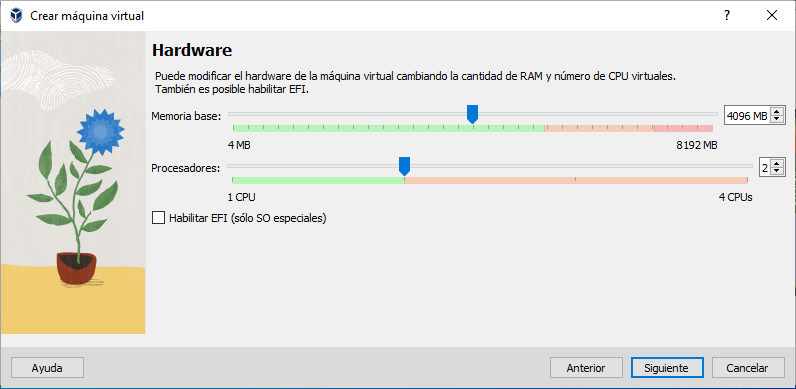 Crear máquina virtual
?
Hardware
Puede modificar el hardware de la máquina virtual cambiando la cantidad de RAM y número de CPU virtuales.
También es posible habilitar EFI.
Memoria base:
4096 MB
4 MB
8192 MB
Procesadores:
2
1 CPU
4 CPUs
Habilitar EFI (sólo SO especiales)
Ayuda
Anterior
Siguiente
Cancelar